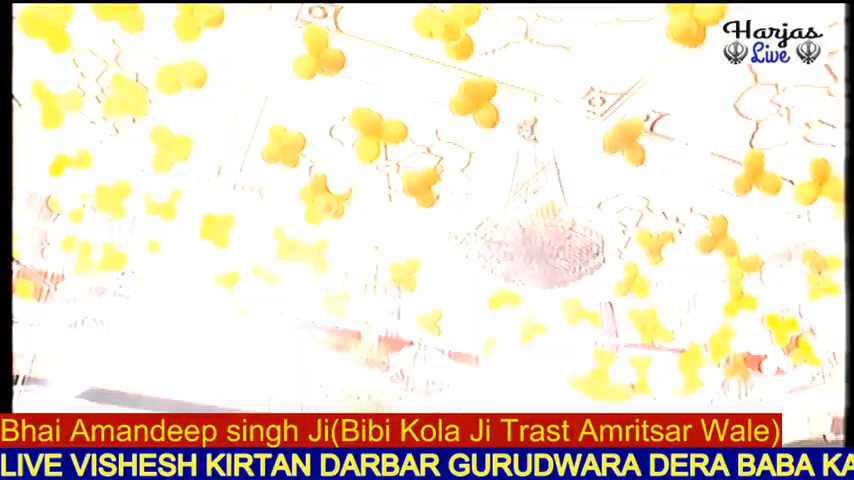 Harjas
Live
Bhai Amandeep singh Ji(Bibi Kola Ji Trast Amritsar Wale)
LIVE VISHESH KIRTAN DARBAR GURUDWARA DERA BABA KA